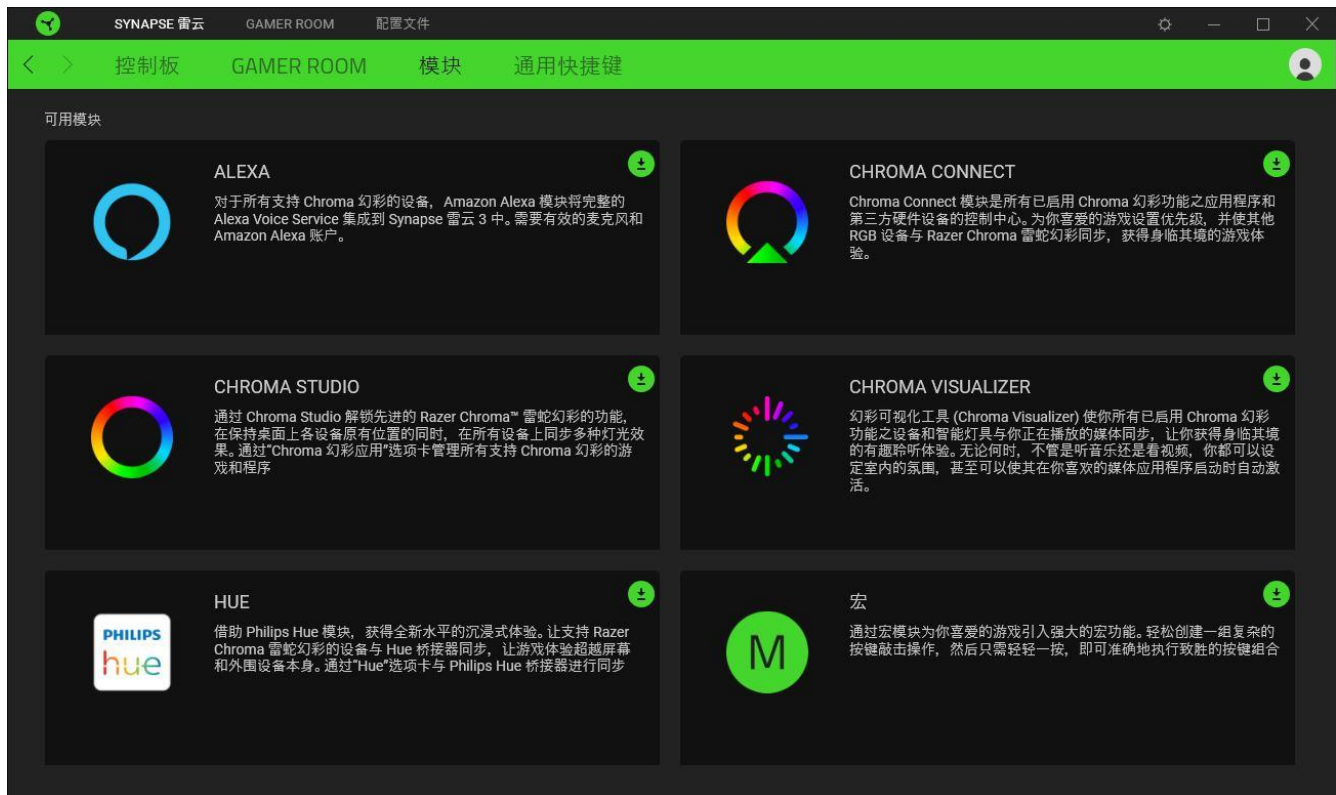 SYNAPSE 雷云
GAMER ROOM
配置文件
控制板
GAMER ROOM
模块
通用快捷键
可用模块
ALEXA
对于所有支持 Chroma 幻彩的设备，Amazon Alexa 模块将完整的
Alexa Voice Service 集成到 Synapse 雷云 3 中。需要有效的麦克风和
Amazon Alexa 账户。
CHROMA CONNECT
Chroma Connect 模块是所有已启用 Chroma 幻彩功能之应用程序和
第三方硬件设备的控制中心。为你喜爱的游戏设置优先级，并使其他
RGB 设备与 Razer Chroma 雷蛇幻彩同步，获得身临其境的游戏体
验。
CHROMA STUDIO
通过 Chroma Studio 解锁先进的 Razer Chroma™ 雷蛇幻彩的功能，
在保持桌面上各设备原有位置的同时，在所有设备上同步多种灯光效
果。通过"Chroma 幻彩应用"选项卡管理所有支持 Chroma 幻彩的游
戏和程序
CHROMA VISUALIZER
幻彩可视化工具 (Chroma Visualizer) 使你所有已启用 Chroma 幻彩
功能之设备和智能灯具与你正在播放的媒体同步，让你获得身临其境
的有趣聆听体验。无论何时，不管是听音乐还是看视频，你都可以设
定室内的氛围，甚至可以使其在你喜欢的媒体应用程序启动时自动激
活。
PHILIPS
hue
HUE
借助 Philips Hue 模块，获得全新水平的沉浸式体验。让支持 Razer
Chroma 雷蛇幻彩的设备与 Hue 桥接器同步，让游戏体验超越屏幕
和外围设备本身。通过"Hue"选项卡与 Philips Hue 桥接器进行同步
M
宏
通过宏模块为你喜爱的游戏引入强大的宏功能。轻松创建一组复杂的
按键敲击操作，然后只需轻轻一按，即可准确地执行致胜的按键组合